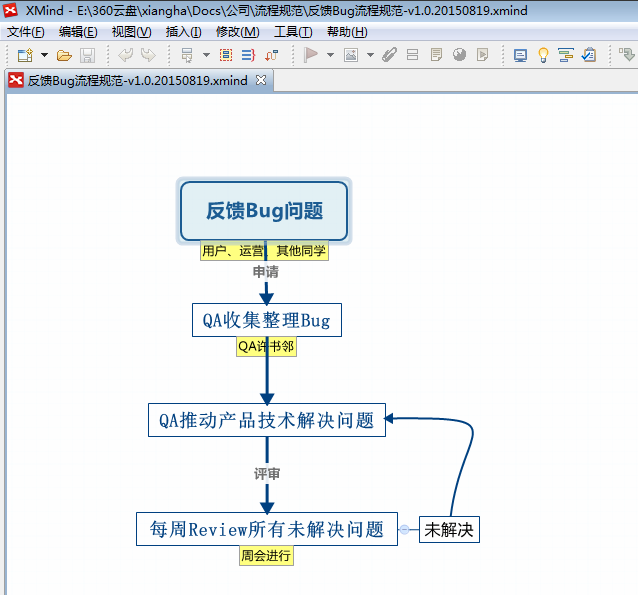 XMind - E:\360云盘\xiangha\Docs\公司\流程规范\反馈Bug流程规范-v1.0.20150819.xmind
文件(F) 编辑(E) 查看(V) 插入(I) 修改(M) 工具(T) 帮助(H)
反馈Bug流程规范-v1.0.20150819.xmind
反馈Bug问题
用户、运营、其他同学
申请
QA收集整理Bug
QA许书邻
QA推动产品技术解决问题
评审
每周Review所有未解决问题
未解决
周会进行